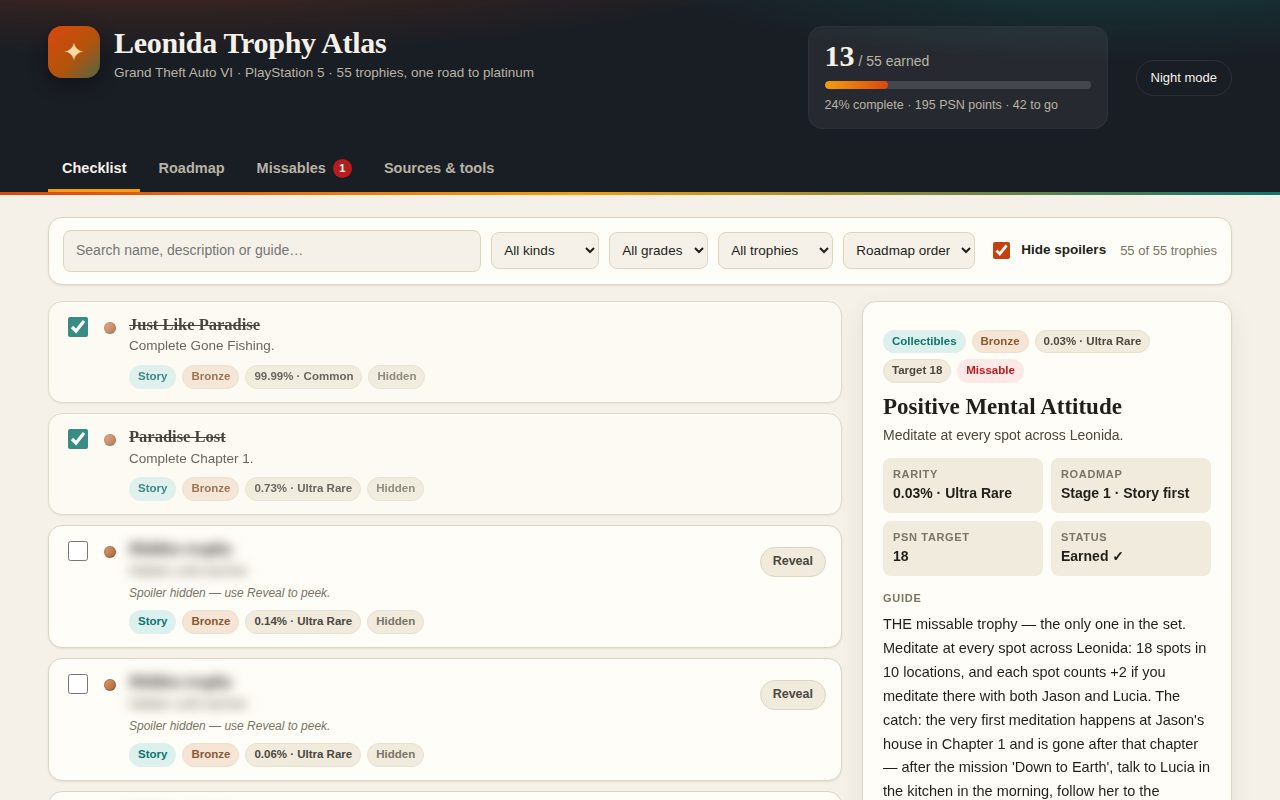 Leonida Trophy Atlas
Grand Theft Auto VI · PlayStation 5 · 55 trophies, one road to platinum
13 / 55 earned
24% complete · 195 PSN points · 42 to go
Night mode
Checklist
Roadmap
Missables 1
Sources & tools
Search name, description or guide…
All kinds
All grades
All trophies
Roadmap order
Hide spoilers
55 of 55 trophies
Just Like Paradise
Complete Gone Fishing.
Story Bronze 99.99% · Common Hidden
Paradise Lost
Complete Chapter 1.
Story Bronze 0.73% · Ultra Rare Hidden
Reveal
Spoiler hidden — use Reveal to peek.
Story Bronze 0.14% · Ultra Rare Hidden
Reveal
Spoiler hidden — use Reveal to peek.
Story Bronze 0.06% · Ultra Rare Hidden
Collectibles Bronze 0.03% · Ultra Rare
Target 18 Missable
Positive Mental Attitude
Meditate at every spot across Leonida.
RARITY
0.03% · Ultra Rare
ROADMAP
Stage 1 · Story first
PSN TARGET
18
STATUS
Earned ✓
GUIDE
THE missable trophy — the only one in the set.
Meditate at every spot across Leonida: 18 spots in
10 locations, and each spot counts +2 if you
meditate there with both Jason and Lucia. The
catch: the very first meditation happens at Jason's
house in Chapter 1 and is gone after that chapter
— after the mission 'Down to Earth', talk to Lucia in
the kitchen in the morning, follow her to the